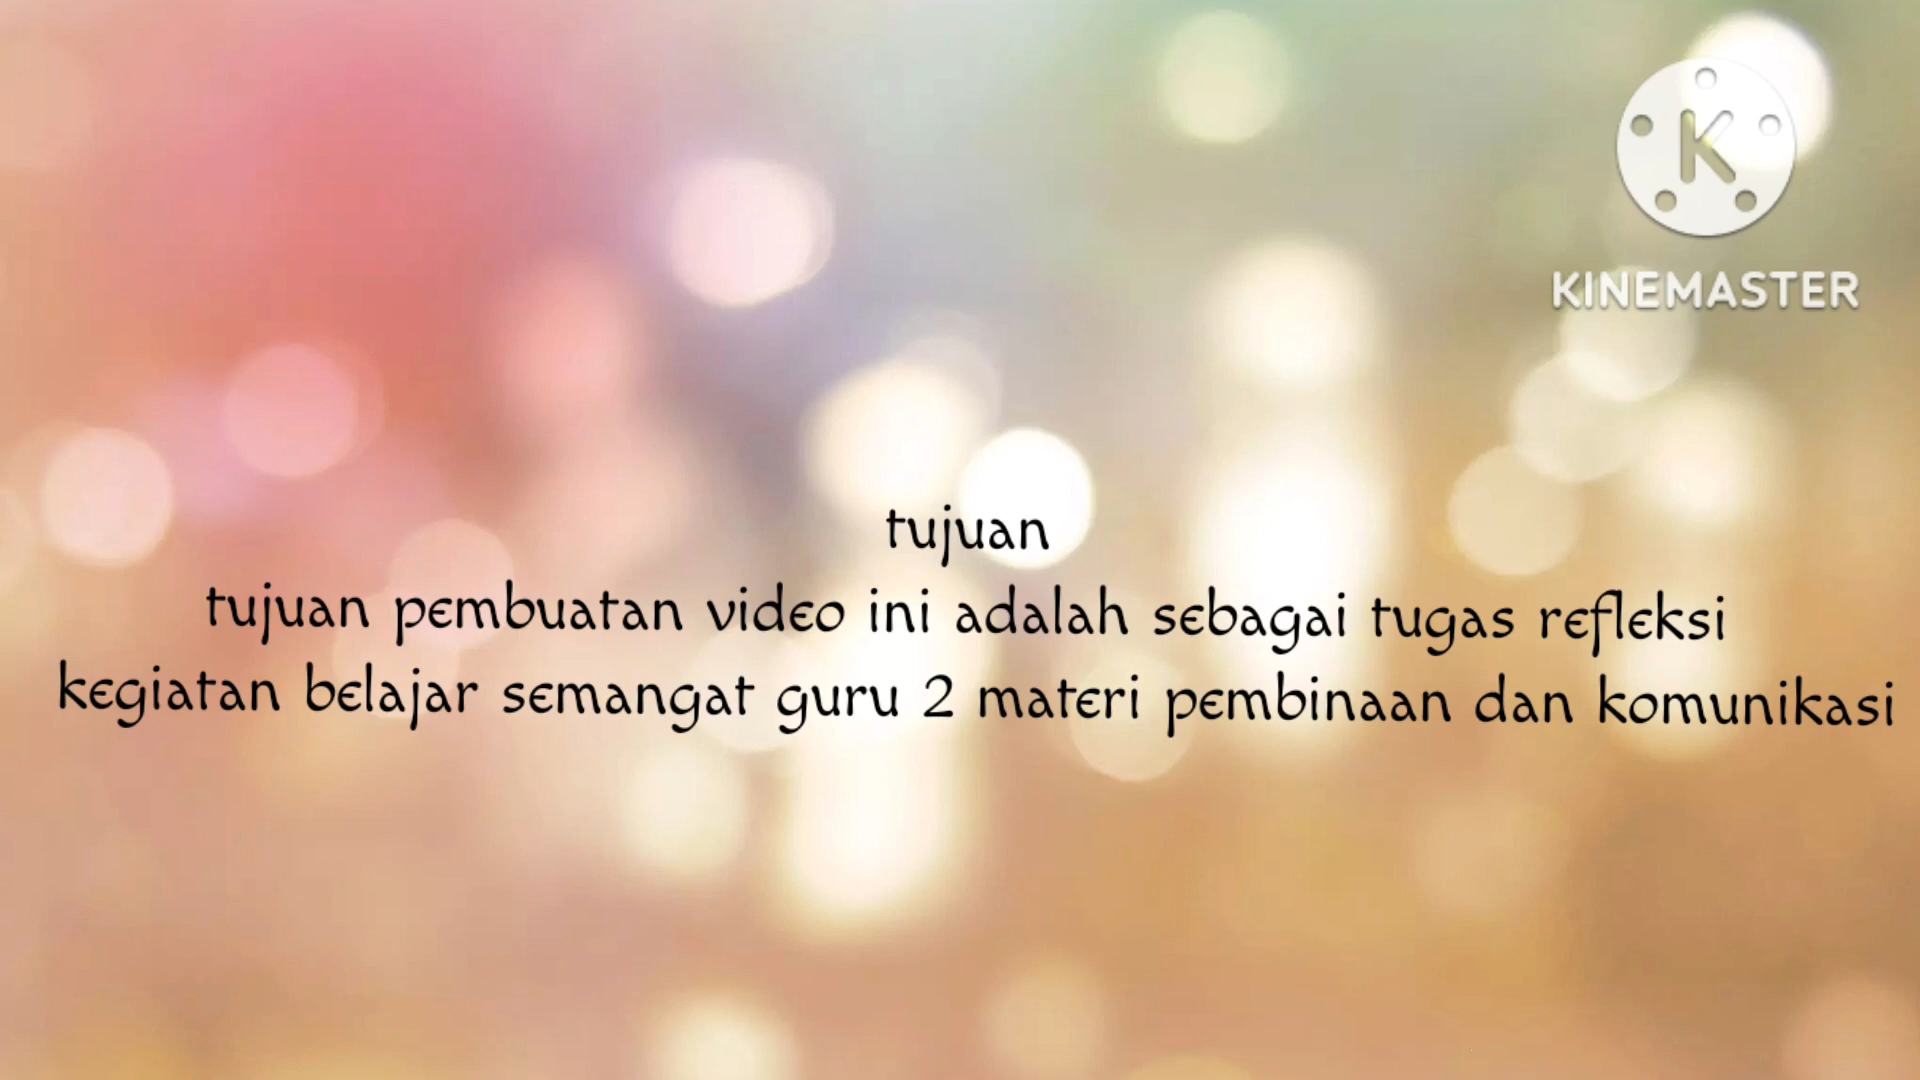 K
KINEMASTER
tujuan
tujuan pembuatan video ini adalah sebagai tugas refleksi
kegiatan belajar semangat guru 2 materi pembinaan dan komunikasi